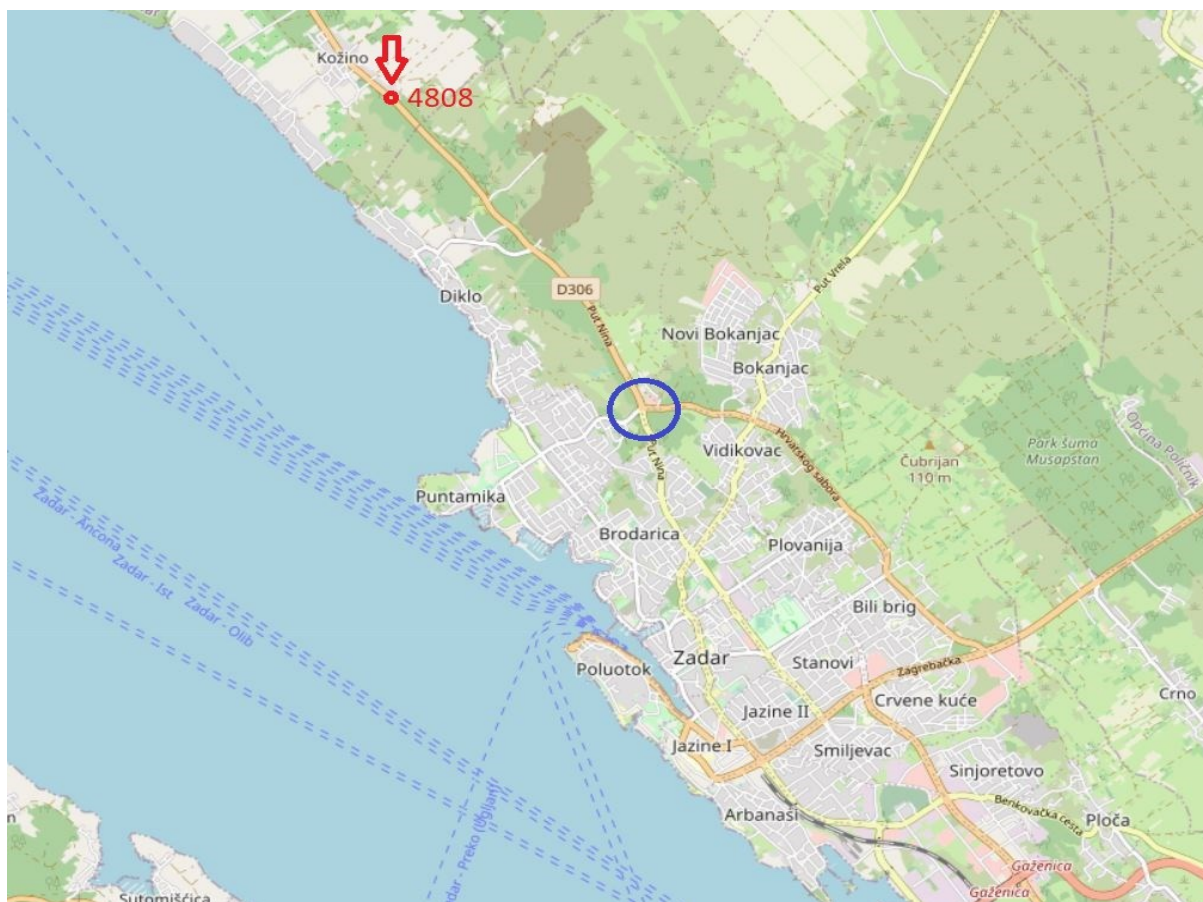 Kožino
4808
Diklo
D306
Put Nina
Put Vrela
Novi Bokanjac
Bokanjac
Put Nina
Vidikovac
Hrvatskog sabora
Čubrijan
110 m
Park šuma
Musapstan
Općina Poličnik
Puntamika
Brodarica
Plovanija
Bili brig
Zadar - Ancona
Zadar - Ist
Zadar - Olib
Poluotok
Zadar
Stanovi
Zagrebačka
Crvene kuće
Crno
Jazine II
Jazine I
Smiljevac
Sinjoretovo
Arbanasi
Benkovačka cesta
Ploča
Gaženica
Gaženica
Zadar - Preko (Ugljan)
Sutomišćica